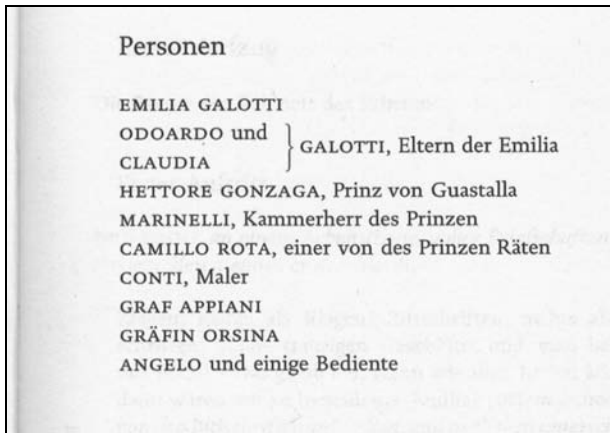 Personen
EMILIA GALOTTI
ODOARDO und
CLAUDIA
GALOTTI, Eltern der Emilia
HETTORE GONZAGA, Prinz von Guastalla
MARINELLI, Kammerherr des Prinzen
CAMILLO ROTA, einer von des Prinzen Räten
CONTI, Maler
GRAF APPIANI
GRÄFIN ORSINA
ANGELO und einige Bediente